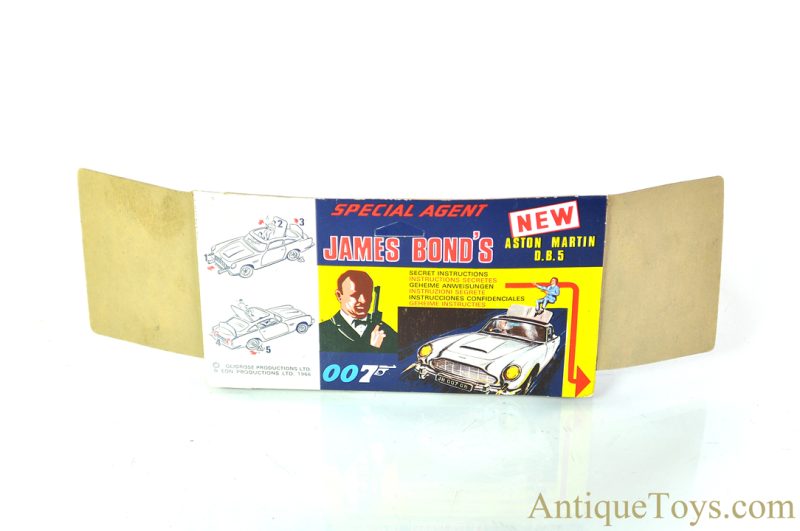 2
3
4
5
© GLIDROSE PRODUCTIONS LTD.
& EON PRODUCTIONS LTD. 1966
SPECIAL AGENT
JAMES BOND'S
NEW
ASTON MARTIN
D.B.5
SECRET INSTRUCTIONS
INSTRUCTIONS SECRETES
GEHEIME ANWEISUNGEN
INSTRUZIONI SEGRETE
INSTRUCCIONES CONFIDENCIALES
GEHEIME INSTRUCTIES
007
AntiqueToys.com